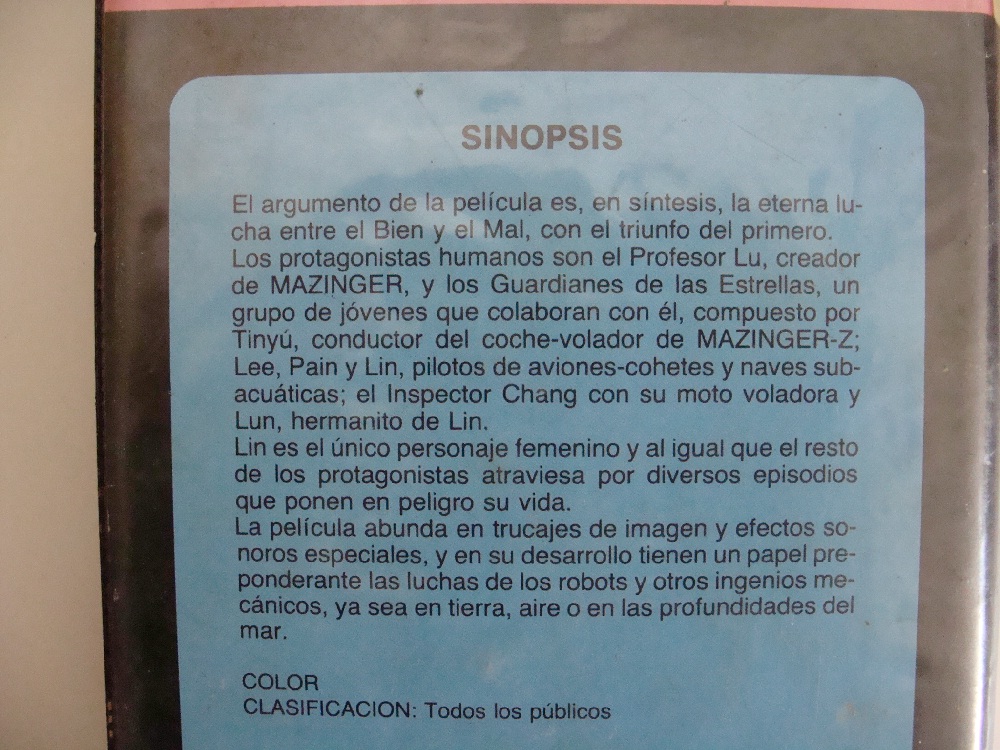 SINOPSIS
El argumento de la película es, en síntesis, la eterna lu-
cha entre el Bien y el Mal, con el triunfo del primero.
Los protagonistas humanos son el Profesor Lu, creador
de MAZINGER, y los Guardianes de las Estrellas, un
grupo de jóvenes que colaboran con él, compuesto por
Tinyú, conductor del coche-volador de MAZINGER-Z;
Lee, Pain y Lin, pilotos de aviones-cohetes y naves sub-
acuáticas; el Inspector Chang con su moto voladora y
Lun, hermanito de Lin.
Lin es el único personaje femenino y al igual que el resto
de los protagonistas atraviesa por diversos episodios
que ponen en peligro su vida.
La película abunda en trucajes de imagen y efectos so-
noros especiales, y en su desarrollo tienen un papel pre-
ponderante las luchas de los robots y otros ingenios me-
cánicos, ya sea en tierra, aire o en las profundidades del
mar.
COLOR
CLASIFICACION: Todos los públicos